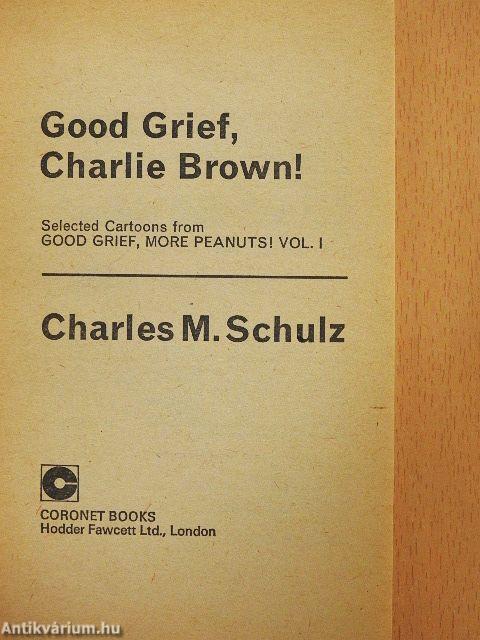 Good Grief,
Charlie Brown!
Selected Cartoons from
GOOD GRIEF, MORE PEANUTS! VOL. I
Charles M. Schulz
CORONET BOOKS
Hodder Fawcett Ltd., London
Antikvárium.hu